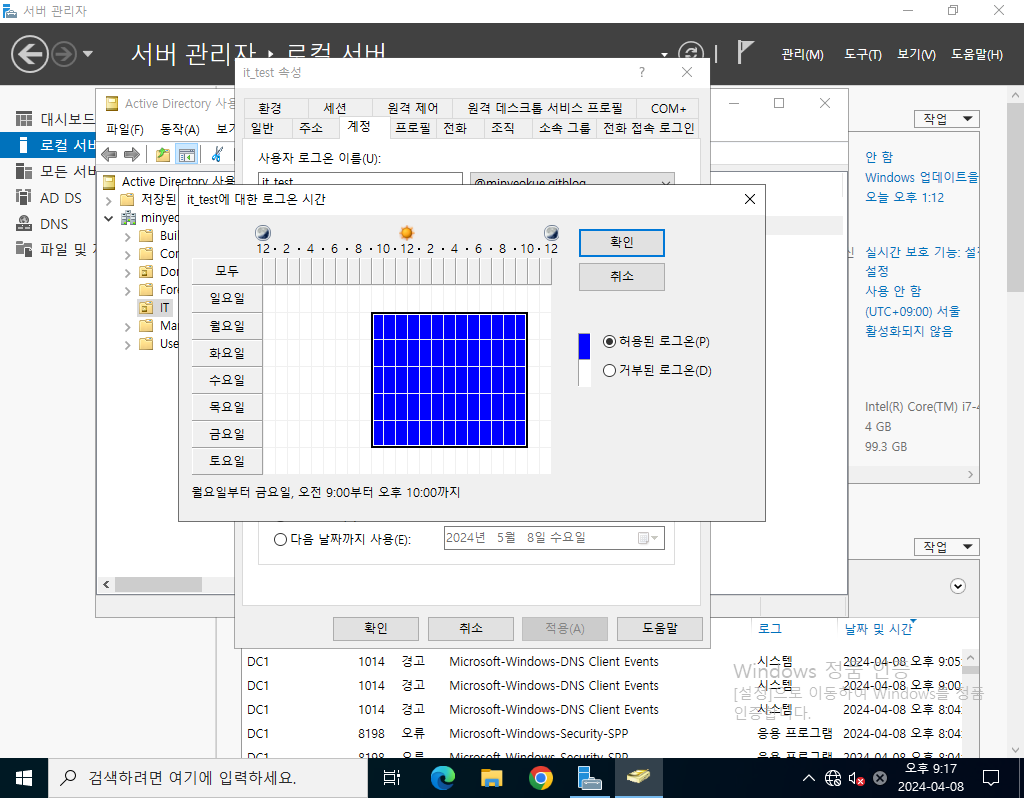 서버 관리자
서버 관리자 • 로컬 서버
관리(M) 도구(T) 보기(V) 도움말(H)
대시보드
로컬 서버
모든 서버
AD DS
DNS
파일 및
Active Directory 사용
파일(F) 동작(A) 보기
Active Directory 사용
저장된
minyeo
Buil
Con
Dom
Fore
IT
Man
Use
it_test 속성
환경 세션 원격 제어 원격 데스크톱 서비스 프로필 COM+
일반 주소 계정 프로필 전화 조직 소속 그룹 전화 접속 로그인
사용자 로그온 이름(U):
it_test @minyeokue.gitblog
it_test에 대한 로그온 시간
12 · 2 · 4 · 6 · 8 · 10 · 12 · 2 · 4 · 6 · 8 · 10 · 12
모두
일요일
월요일
화요일
수요일
목요일
금요일
토요일
확인
취소
허용된 로그온(P)
거부된 로그온(D)
월요일부터 금요일, 오전 9:00부터 오후 10:00까지
다음 날짜까지 사용(E): 2024년 5월 8일 수요일
확인 취소 적용(A) 도움말
작업
안 함
Windows 업데이트을
오늘 오후 1:12
실시간 보호 기능: 설정
설정
사용 안 함
(UTC+09:00) 서울
활성화되지 않음
Intel(R) Core(TM) i7-4
4 GB
99.3 GB
작업
로그 날짜 및 시간
DC1 1014 경고 Microsoft-Windows-DNS Client Events 시스템 2024-04-08 오후 9:05:
DC1 1014 경고 Microsoft-Windows-DNS Client Events 시스템 2024-04-08 오후 9:00:
DC1 1014 경고 Microsoft-Windows-DNS Client Events 시스템 2024-04-08 오후 8:04:
DC1 8198 오류 Microsoft-Windows-Security-SPP 응용 프로그램 2024-04-08 오후 8:04:
DC1 8198 오류 Microsoft-Windows-Security-SPP 응용 프로그램 2024-04-08 오후 8:04:
Windows 정품 인증
[설정]으로 이동하여 Windows를 정품
인증합니다.
검색하려면 여기에 입력하세요.
오후 9:17
2024-04-08